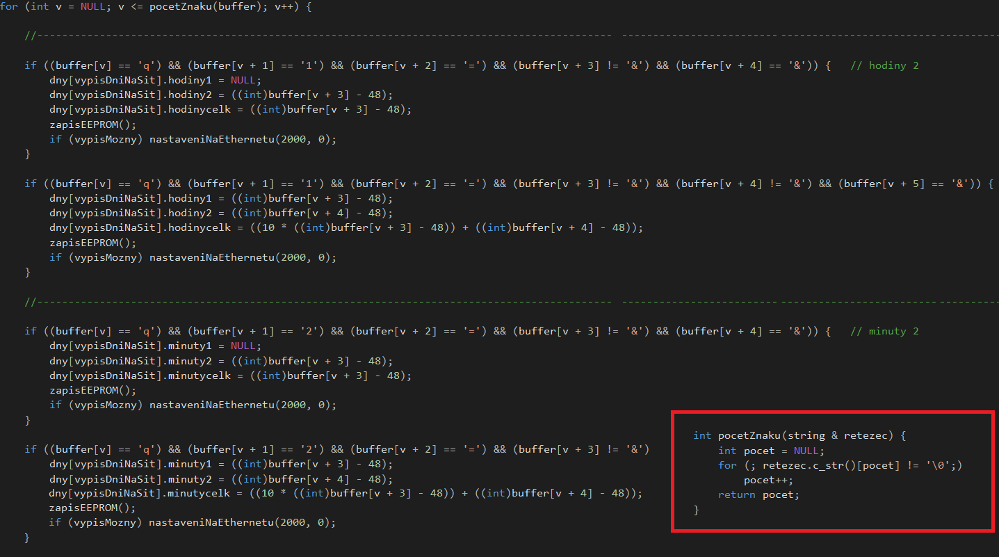 for (int v = NULL; v <= pocetZnaku(buffer); v++) {
//-------------------------------------------------------------------------------------------- ------------------------- ------------------------- ----------
if ((buffer[v] == 'q') && (buffer[v + 1] == '1') && (buffer[v + 2] == '=') && (buffer[v + 3] != '&') && (buffer[v + 4] == '&')) { // hodiny 2
dny[vypisDniNaSit].hodiny1 = NULL;
dny[vypisDniNaSit].hodiny2 = ((int)buffer[v + 3] - 48);
dny[vypisDniNaSit].hodinycelk = ((int)buffer[v + 3] - 48);
zapisEEPROM();
if (vypisMozny) nastaveniNaEthernetu(2000, 0);
}
if ((buffer[v] == 'q') && (buffer[v + 1] == '1') && (buffer[v + 2] == '=') && (buffer[v + 3] != '&') && (buffer[v + 4] != '&') && (buffer[v + 5] == '&')) {
dny[vypisDniNaSit].hodiny1 = ((int)buffer[v + 3] - 48);
dny[vypisDniNaSit].hodiny2 = ((int)buffer[v + 4] - 48);
dny[vypisDniNaSit].hodinycelk = ((10 * ((int)buffer[v + 3] - 48)) + ((int)buffer[v + 4] - 48));
zapisEEPROM();
if (vypisMozny) nastaveniNaEthernetu(2000, 0);
}
//-------------------------------------------------------------------------------------------- ------------------------- ------------------------- ----------
if ((buffer[v] == 'q') && (buffer[v + 1] == '2') && (buffer[v + 2] == '=') && (buffer[v + 3] != '&') && (buffer[v + 4] == '&')) { // minuty 2
dny[vypisDniNaSit].minuty1 = NULL;
dny[vypisDniNaSit].minuty2 = ((int)buffer[v + 3] - 48);
dny[vypisDniNaSit].minutycelk = ((int)buffer[v + 3] - 48);
zapisEEPROM();
if (vypisMozny) nastaveniNaEthernetu(2000, 0);
}
if ((buffer[v] == 'q') && (buffer[v + 1] == '2') && (buffer[v + 2] == '=') && (buffer[v + 3] != '&')
dny[vypisDniNaSit].minuty1 = ((int)buffer[v + 3] - 48);
dny[vypisDniNaSit].minuty2 = ((int)buffer[v + 4] - 48);
dny[vypisDniNaSit].minutycelk = ((10 * ((int)buffer[v + 3] - 48)) + ((int)buffer[v + 4] - 48));
zapisEEPROM();
if (vypisMozny) nastaveniNaEthernetu(2000, 0);
}
int pocetZnaku(string & retezec) {
int pocet = NULL;
for (; retezec.c_str()[pocet] != '\0';)
pocet++;
return pocet;
}